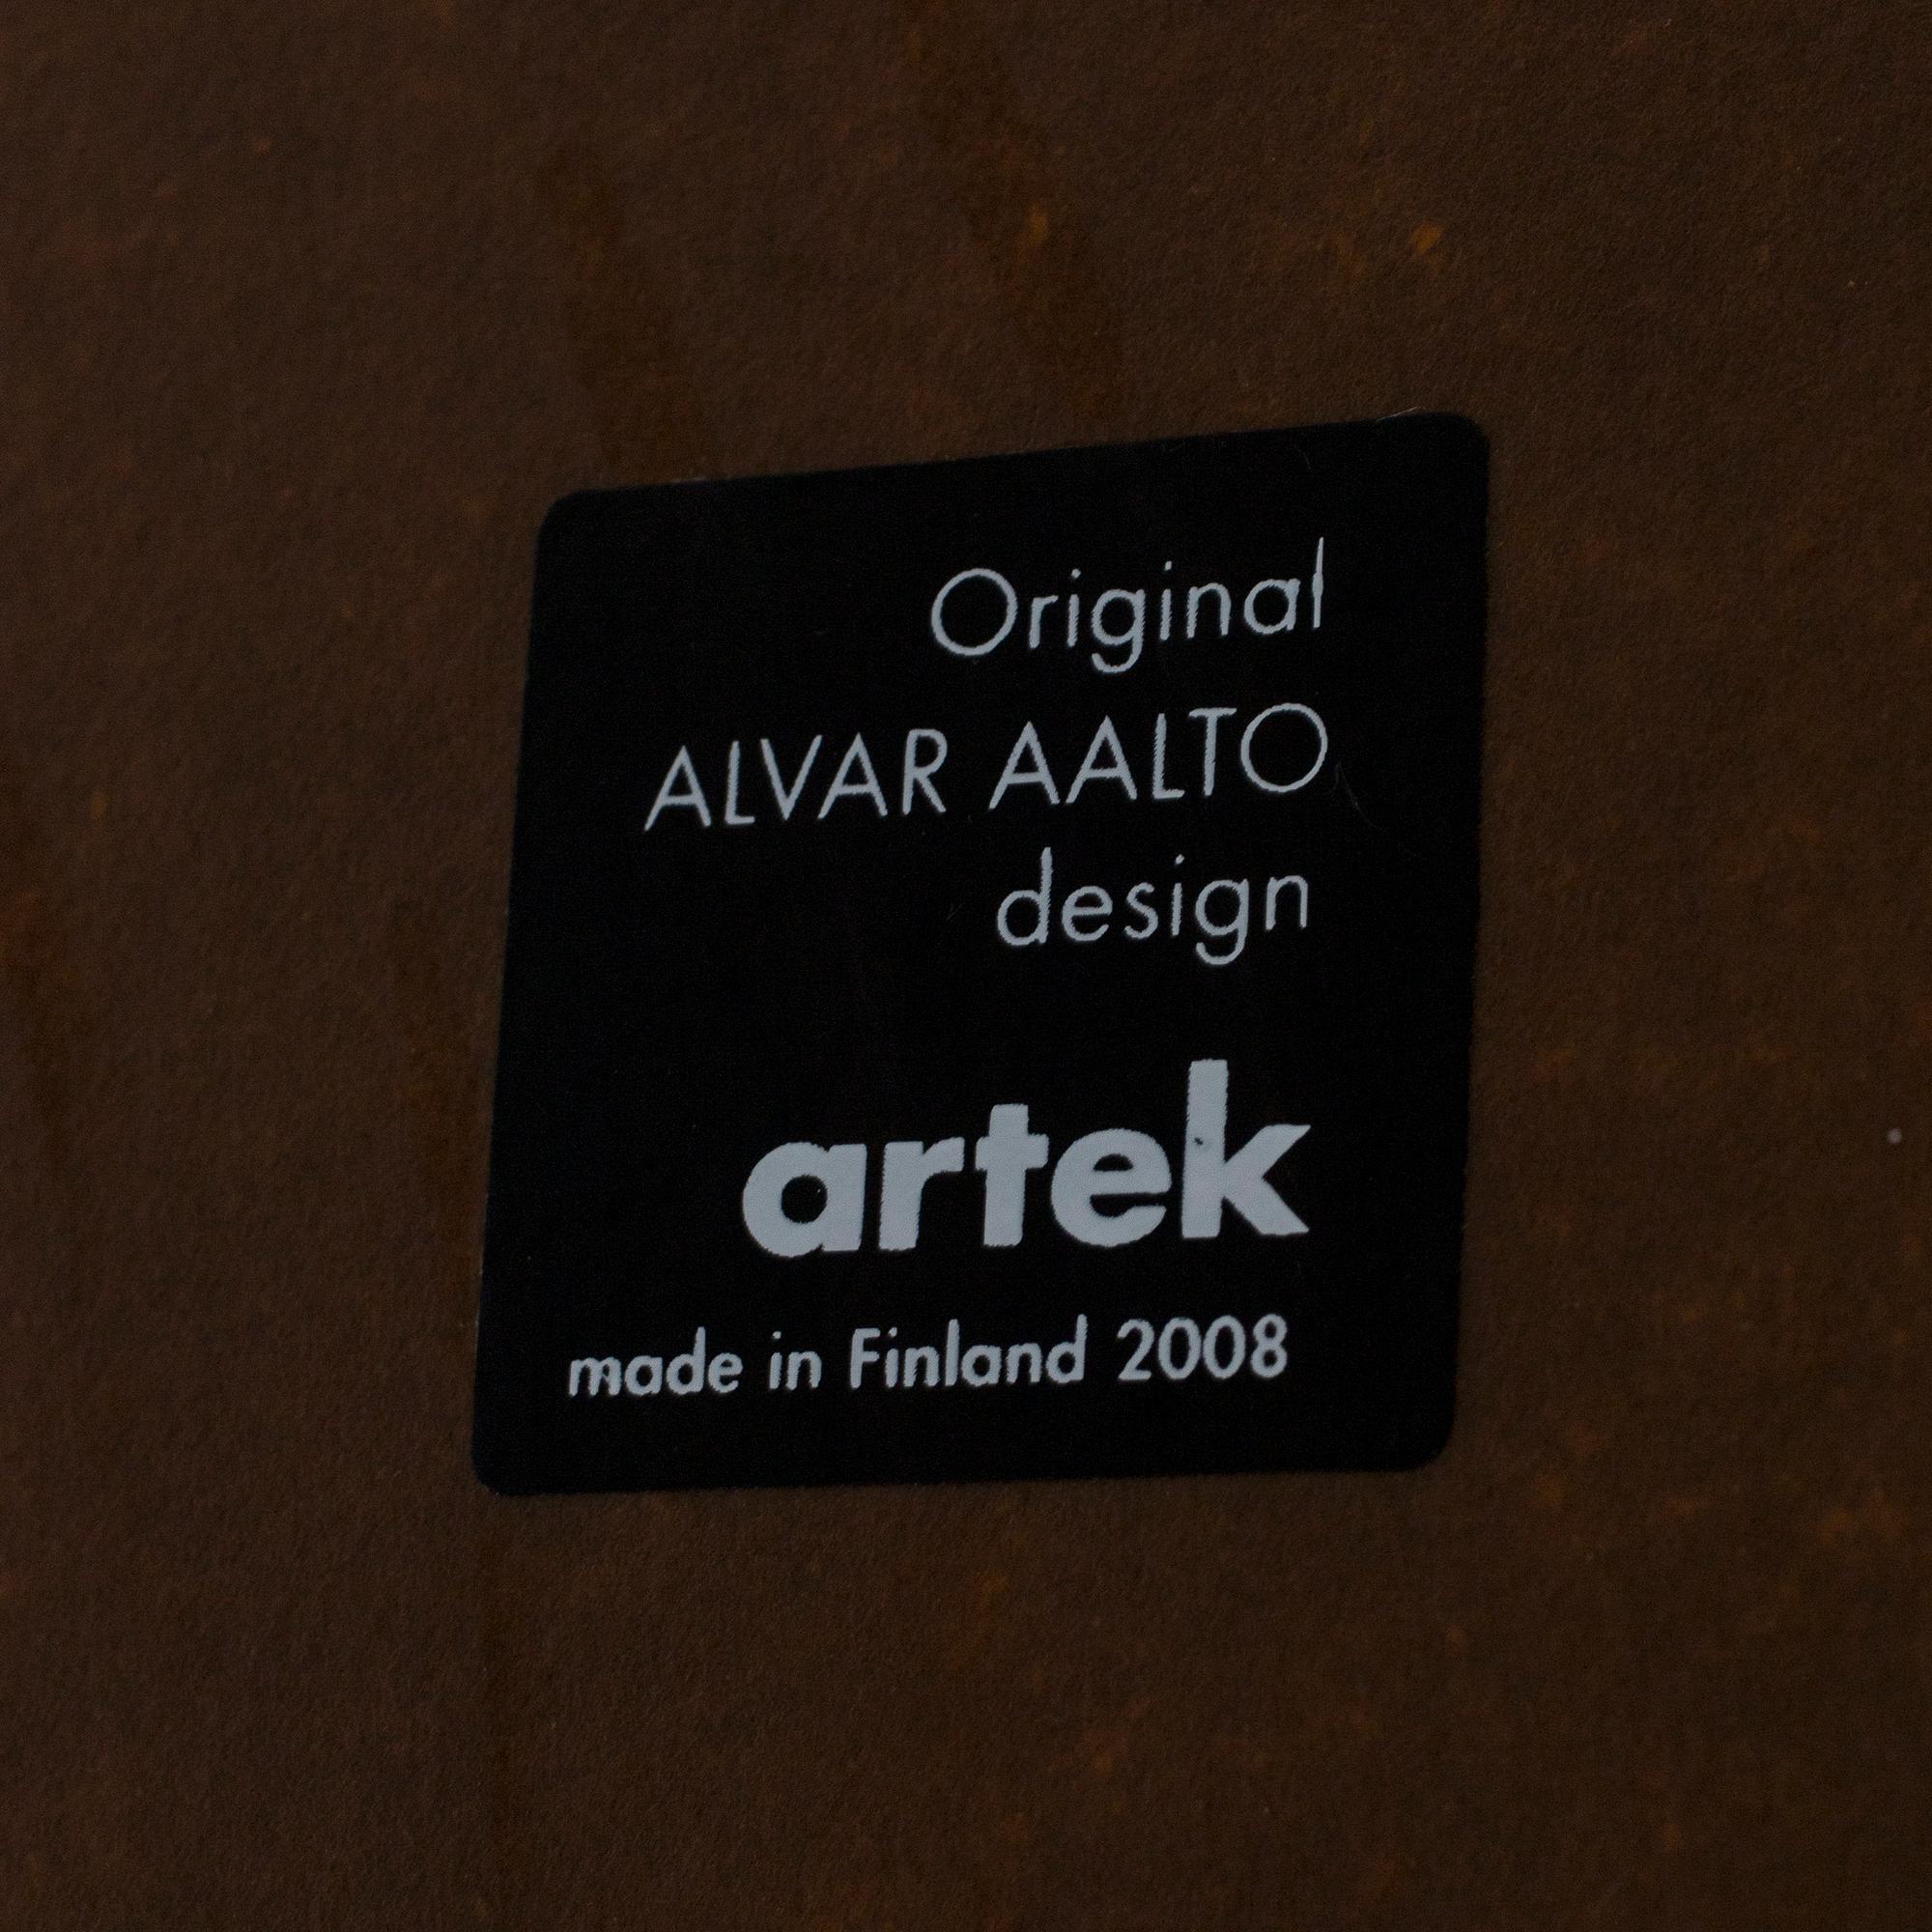 Original
ALVAR AALTO
design
artek
made in Finland 2008